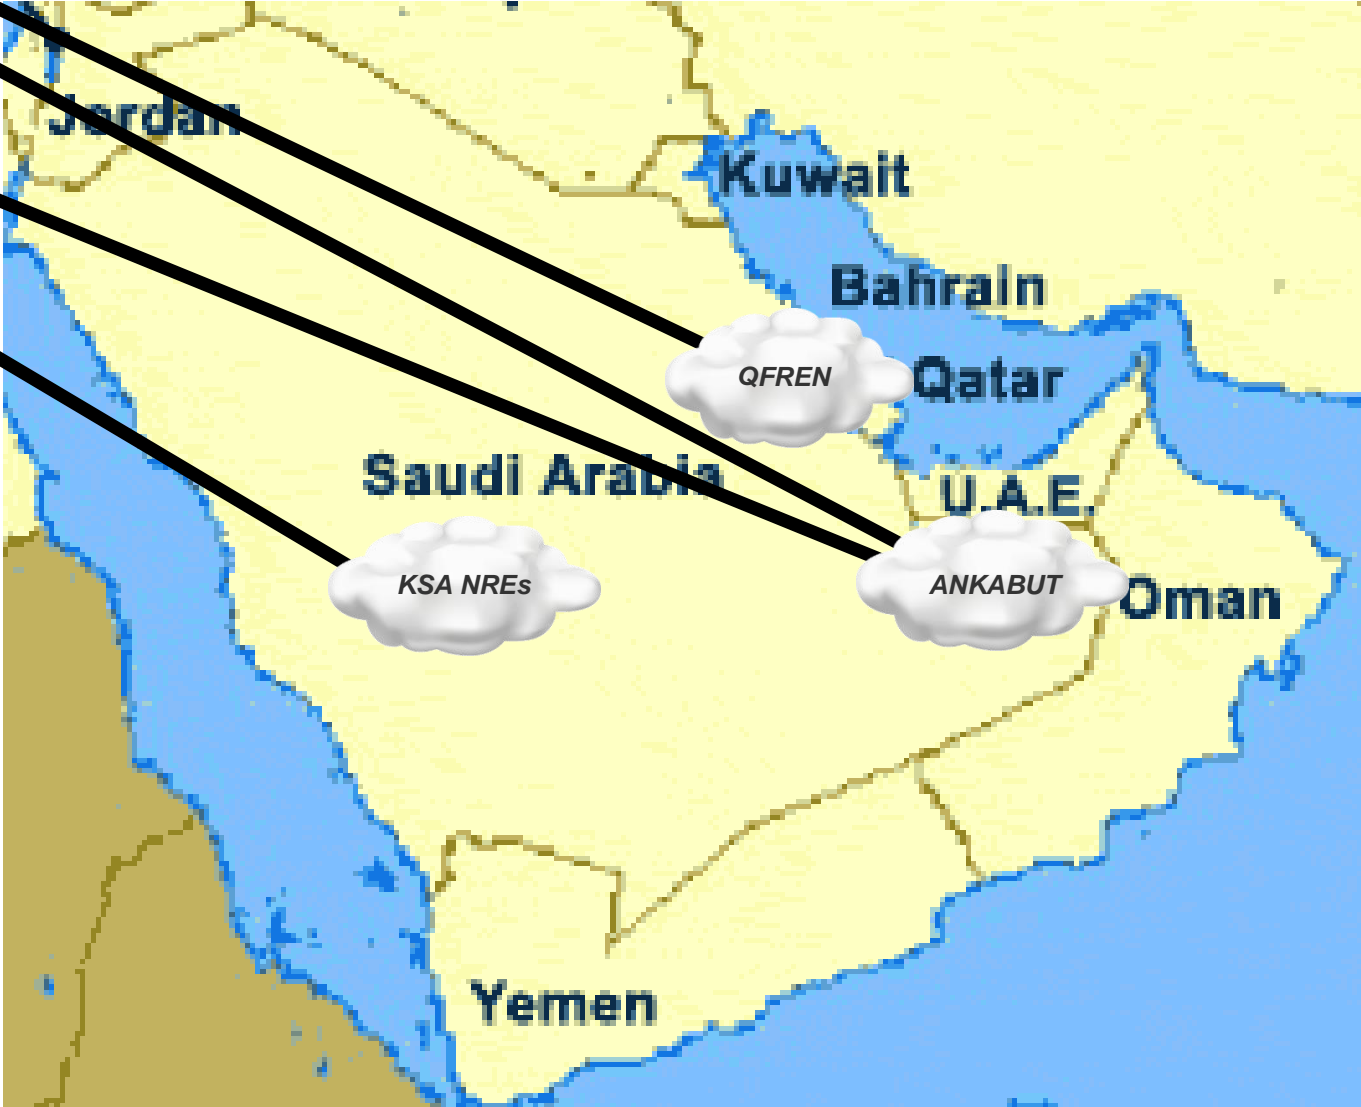 Jordan
Kuwait
Bahrain
QFREN
Qatar
Saudi Arabia
U.A.E.
KSA NREs
ANKABUT
Oman
Yemen